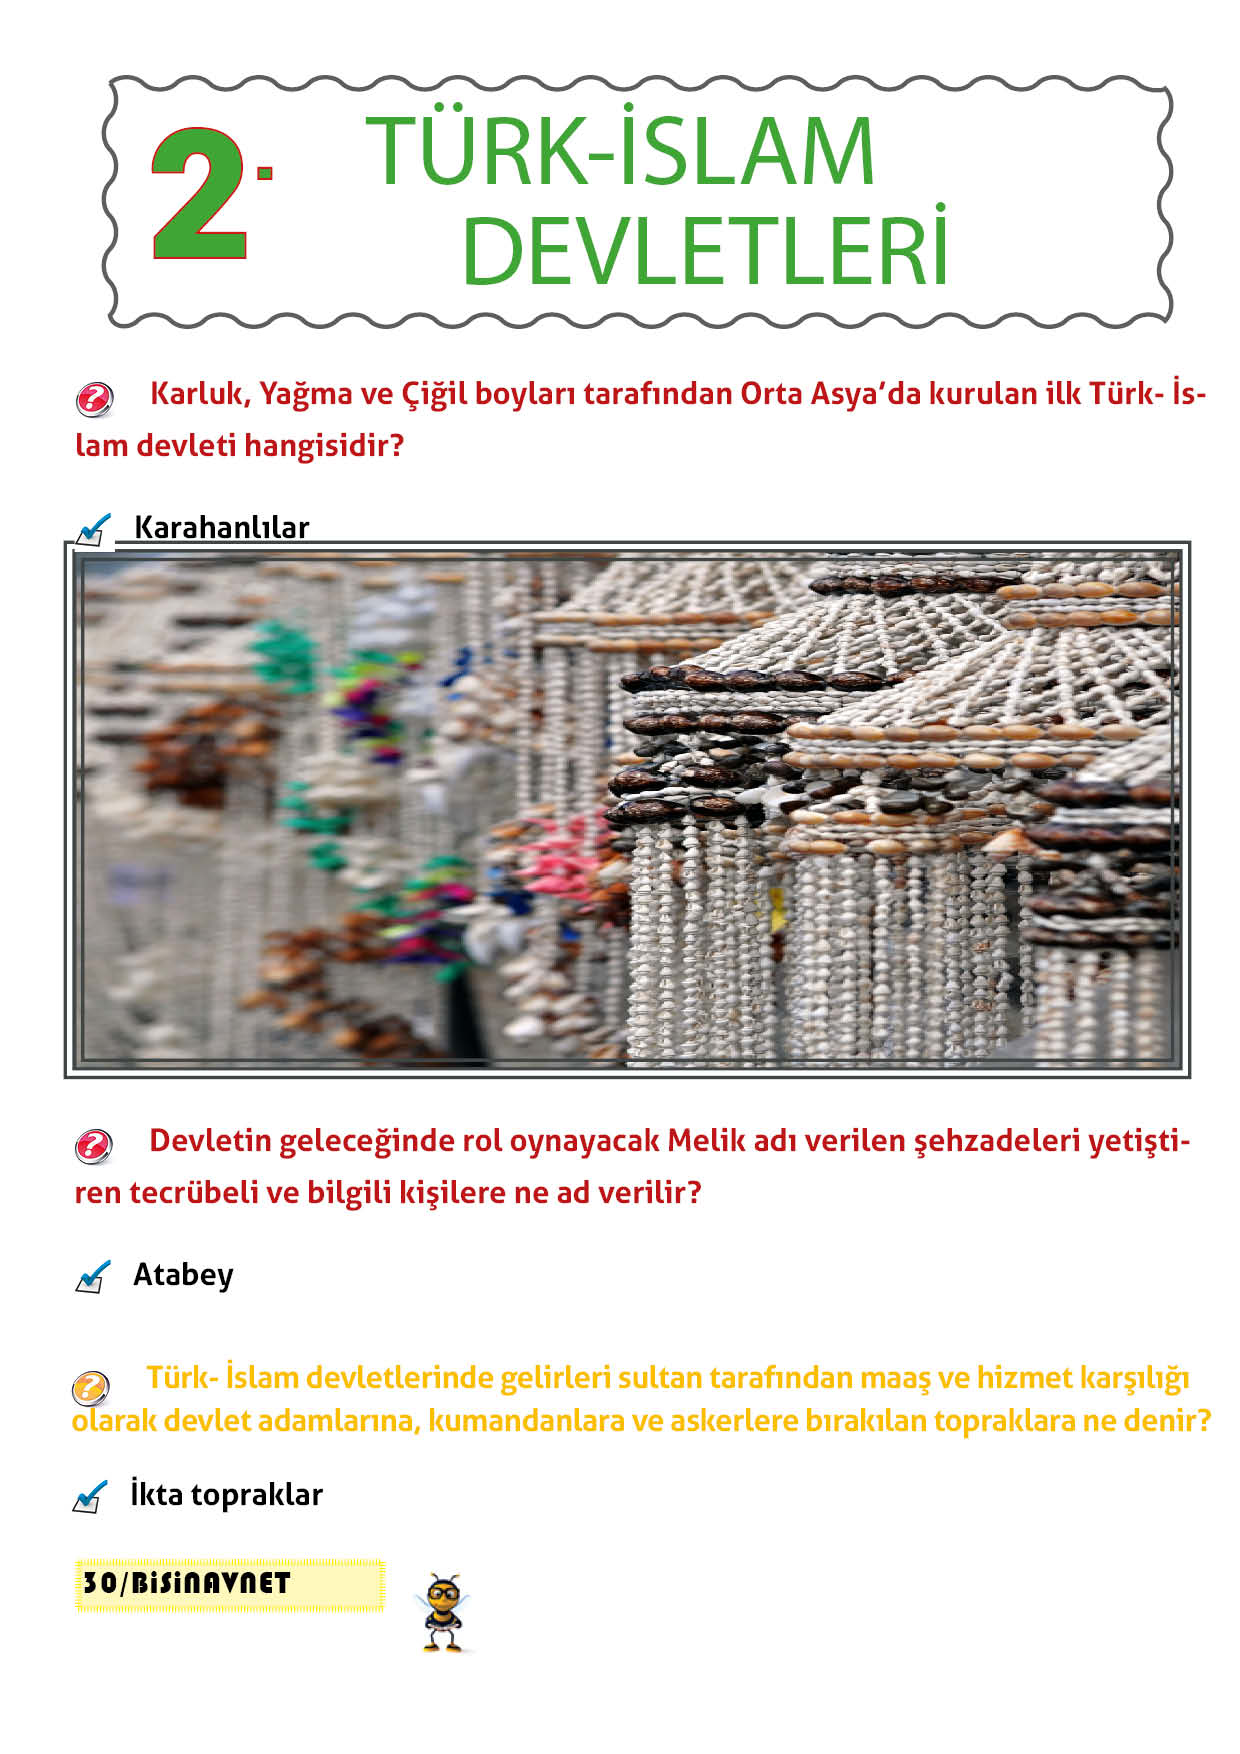 2.
TÜRK-İSLAM
DEVLETLERİ
Karluk, Yağma ve Çiğil boyları tarafından Orta Asya’da kurulan ilk Türk- İs-
lam devleti hangisidir?
Karahanlılar
Devletin geleceğinde rol oynayacak Melik adı verilen şehzadeleri yetişti-
ren tecrübeli ve bilgili kişilere ne ad verilir?
Atabey
Türk- İslam devletlerinde gelirleri sultan tarafından maaş ve hizmet karşılığı
olarak devlet adamlarına, kumandanlara ve askerlere bırakılan topraklara ne denir?
İkta topraklar
30/BiSiNAVNET